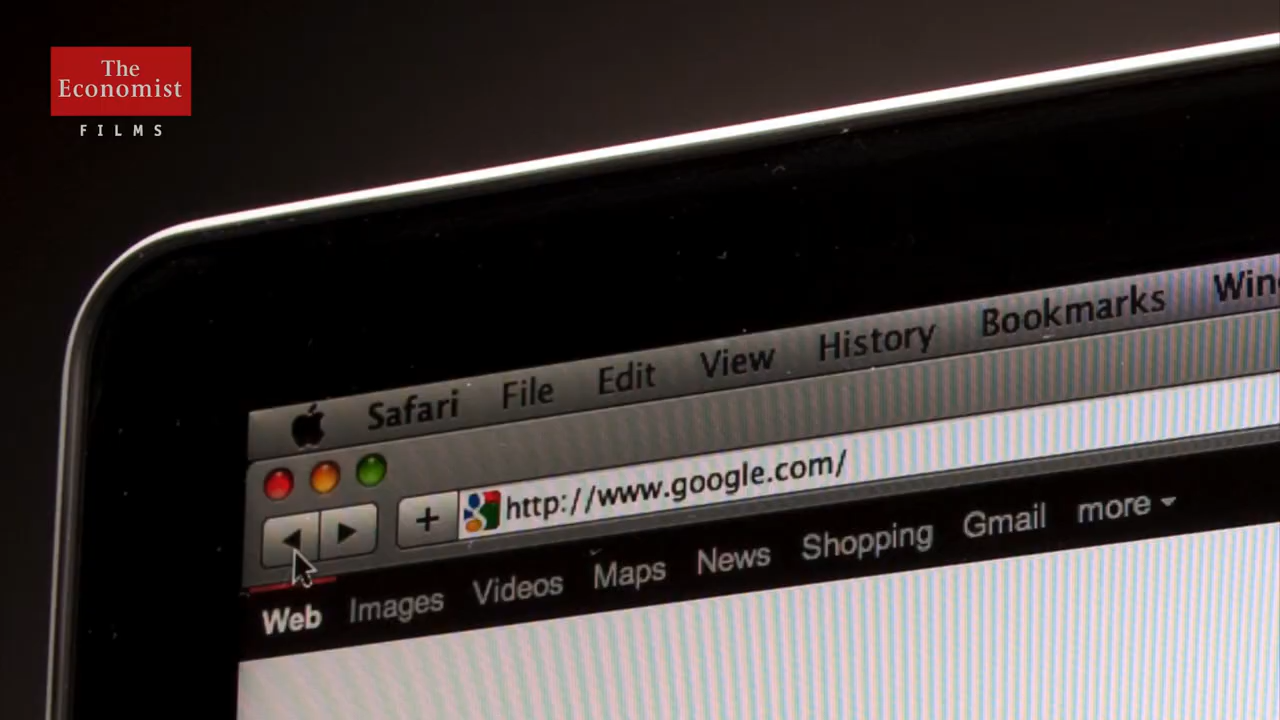 The
Economist
FILMS
Safari File Edit View History Bookmarks
+ http://www.google.com/
Web Images Videos Maps News Shopping Gmail more